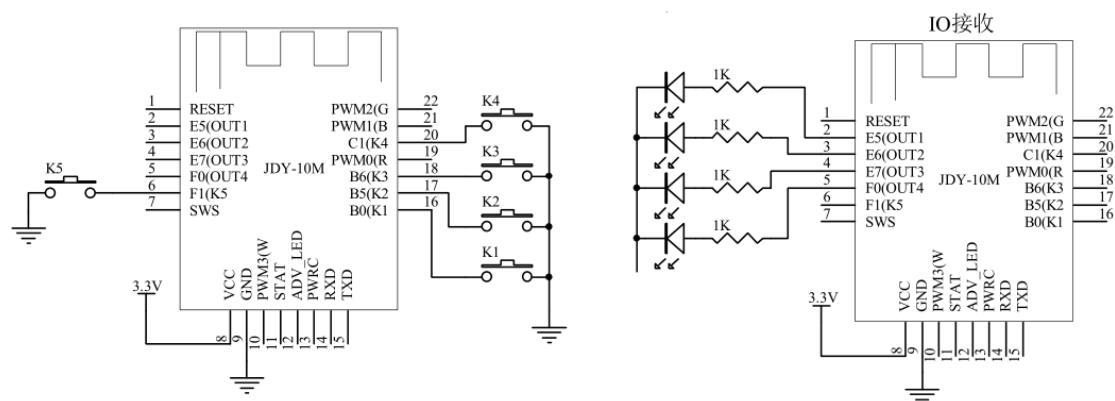 1 RESET
2 E5(OUT1
3 E6(OUT2
4 E7(OUT3
5 F0(OUT4
6 F1(K5
7 SWS
K5
JDY-10M
PWM2(G 22
PWM1(B 21
C1(K4 20
PWM0(R 19
B6(K3 18
B5(K2 17
B0(K1 16
K4
K3
K2
K1
3.3V
VCC 8
GND 9
PWM3(W 10
STAT 11
ADV_LED 12
PWRC 13
RXD 14
TXD 15
IO接收
1K
1K
1K
1K
1 RESET
2 E5(OUT1
3 E6(OUT2
4 E7(OUT3
5 F0(OUT4
6 F1(K5
7 SWS
JDY-10M
PWM2(G 22
PWM1(B 21
C1(K4 20
PWM0(R 19
B6(K3 18
B5(K2 17
B0(K1 16
3.3V
VCC 8
GND 9
PWM3(W 10
STAT 11
ADV_LED 12
PWRC 13
RXD 14
TXD 15